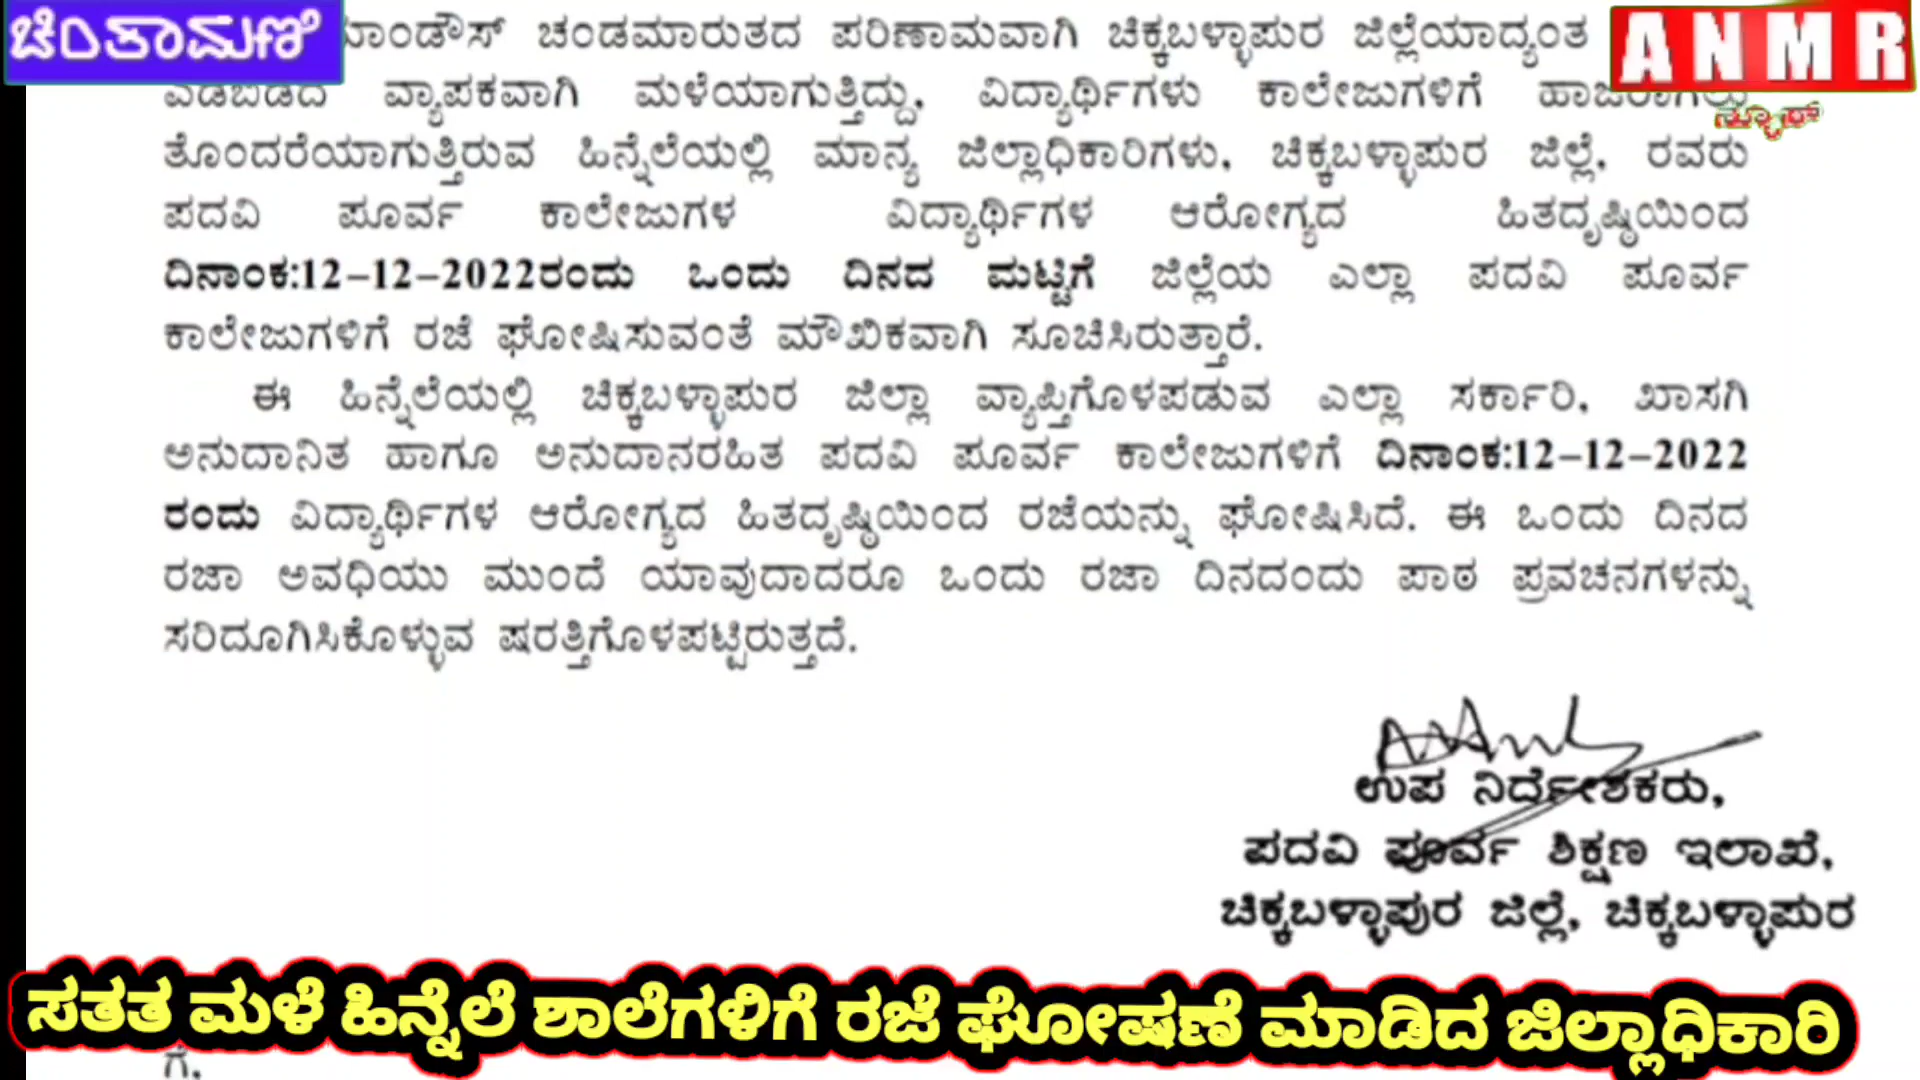 ಚಿಂತಾಮಣಿ
ಚಂಡಮಾರುತದ ಪರಿಣಾಮವಾಗಿ ಚಿಕ್ಕಬಳ್ಳಾಪುರ ಜಿಲ್ಲೆಯಾದ್ಯಂತ
ANMR
ನ್ಯೂಸ್
ವ್ಯಾಪಕವಾಗಿ ಮಳೆಯಾಗುತ್ತಿದ್ದು, ವಿದ್ಯಾರ್ಥಿಗಳು ಕಾಲೇಜುಗಳಿಗೆ
ತೊಂದರೆಯಾಗುತ್ತಿರುವ ಹಿನ್ನೆಲೆಯಲ್ಲಿ ಮಾನ್ಯ ಜಿಲ್ಲಾಧಿಕಾರಿಗಳು, ಚಿಕ್ಕಬಳ್ಳಾಪುರ ಜಿಲ್ಲೆ, ರವರು
ಪದವಿ ಪೂರ್ವ ಕಾಲೇಜುಗಳ ವಿದ್ಯಾರ್ಥಿಗಳ ಆರೋಗ್ಯದ ಹಿತದೃಷ್ಠಿಯಿಂದ
ದಿನಾಂಕ:12-12-2022ರಂದು ಒಂದು ದಿನದ ಮಟ್ಟಿಗೆ ಜಿಲ್ಲೆಯ ಎಲ್ಲಾ ಪದವಿ ಪೂರ್ವ
ಕಾಲೇಜುಗಳಿಗೆ ರಜೆ ಘೋಷಿಸುವಂತೆ ಮೌಖಿಕವಾಗಿ ಸೂಚಿಸಿರುತ್ತಾರೆ.
ಈ ಹಿನ್ನೆಲೆಯಲ್ಲಿ ಚಿಕ್ಕಬಳ್ಳಾಪುರ ಜಿಲ್ಲಾ ವ್ಯಾಪ್ತಿಗೊಳಪಡುವ ಎಲ್ಲಾ ಸರ್ಕಾರಿ, ಖಾಸಗಿ
ಅನುದಾನಿತ ಹಾಗೂ ಅನುದಾನರಹಿತ ಪದವಿ ಪೂರ್ವ ಕಾಲೇಜುಗಳಿಗೆ ದಿನಾಂಕ:12-12-2022
ರಂದು ವಿದ್ಯಾರ್ಥಿಗಳ ಆರೋಗ್ಯದ ಹಿತದೃಷ್ಠಿಯಿಂದ ರಜೆಯನ್ನು ಘೋಷಿಸಿದೆ. ಈ ಒಂದು ದಿನದ
ರಜಾ ಅವಧಿಯು ಮುಂದೆ ಯಾವುದಾದರೂ ಒಂದು ರಜಾ ದಿನದಂದು ಪಾಠ ಪ್ರವಚನಗಳನ್ನು
ಸರಿದೂಗಿಸಿಕೊಳ್ಳುವ ಷರತ್ತಿಗೊಳಪಟ್ಟಿರುತ್ತದೆ.
ಉಪ ನಿರ್ದೇಶಕರು,
ಪದವಿ ಪೂರ್ವ ಶಿಕ್ಷಣ ಇಲಾಖೆ,
ಚಿಕ್ಕಬಳ್ಳಾಪುರ ಜಿಲ್ಲೆ, ಚಿಕ್ಕಬಳ್ಳಾಪುರ
ಸತತ ಮಳೆ ಹಿನ್ನೆಲೆ ಶಾಲೆಗಳಿಗೆ ರಜೆ ಘೋಷಣೆ ಮಾಡಿದ ಜಿಲ್ಲಾಧಿಕಾರಿ